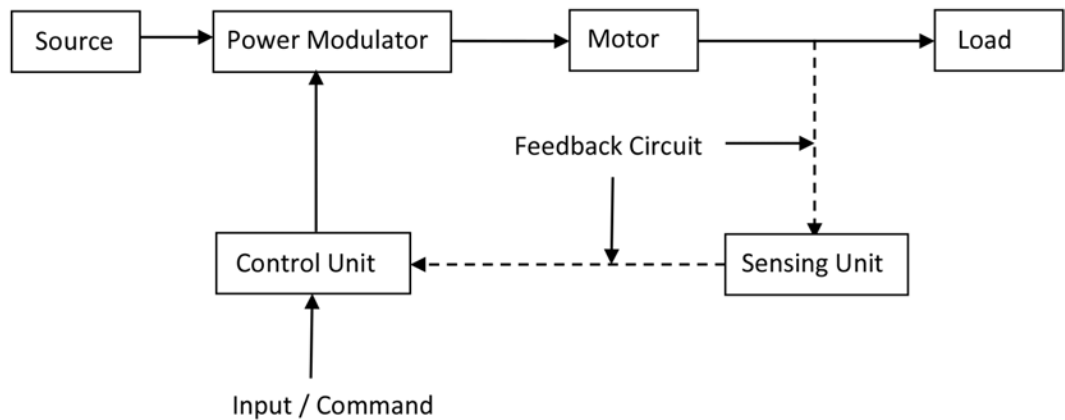 Source
Power Modulator
Motor
Load
Feedback Circuit
Control Unit
Sensing Unit
Input / Command